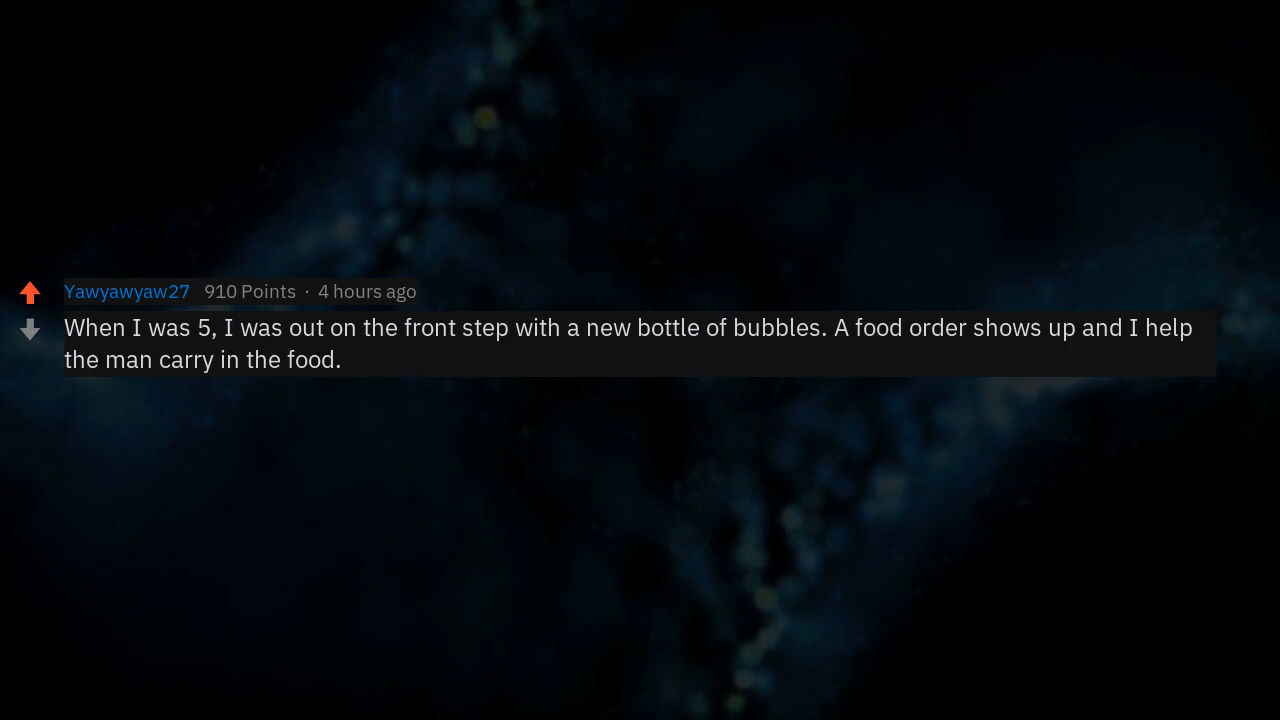 Yawyawyaw27 910 Points · 4 hours ago
When I was 5, I was out on the front step with a new bottle of bubbles. A food order shows up and I help
the man carry in the food.